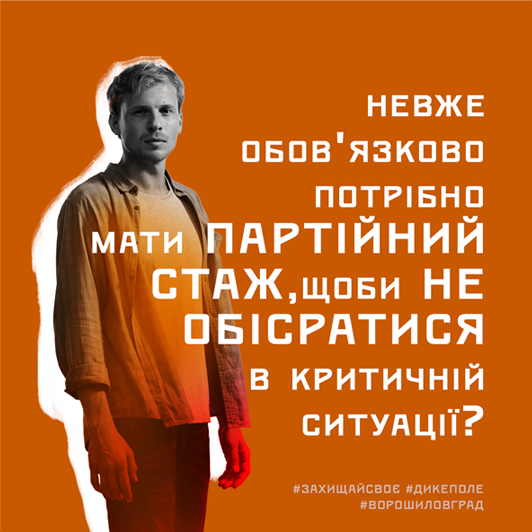 НЕВЖЕ
ОБОВ'ЯЗКОВО
ПОТРІБНО
МАТИ ПАРТІЙНИЙ
СТАЖ, ЩОБИ НЕ
ОБІСРАТИСЯ
В КРИТИЧНІЙ
СИТУАЦІЇ?
#ЗАХИЩАЙСВОЄ #ДИКЕПОЛЕ
#ВОРОШИЛОВГРАД